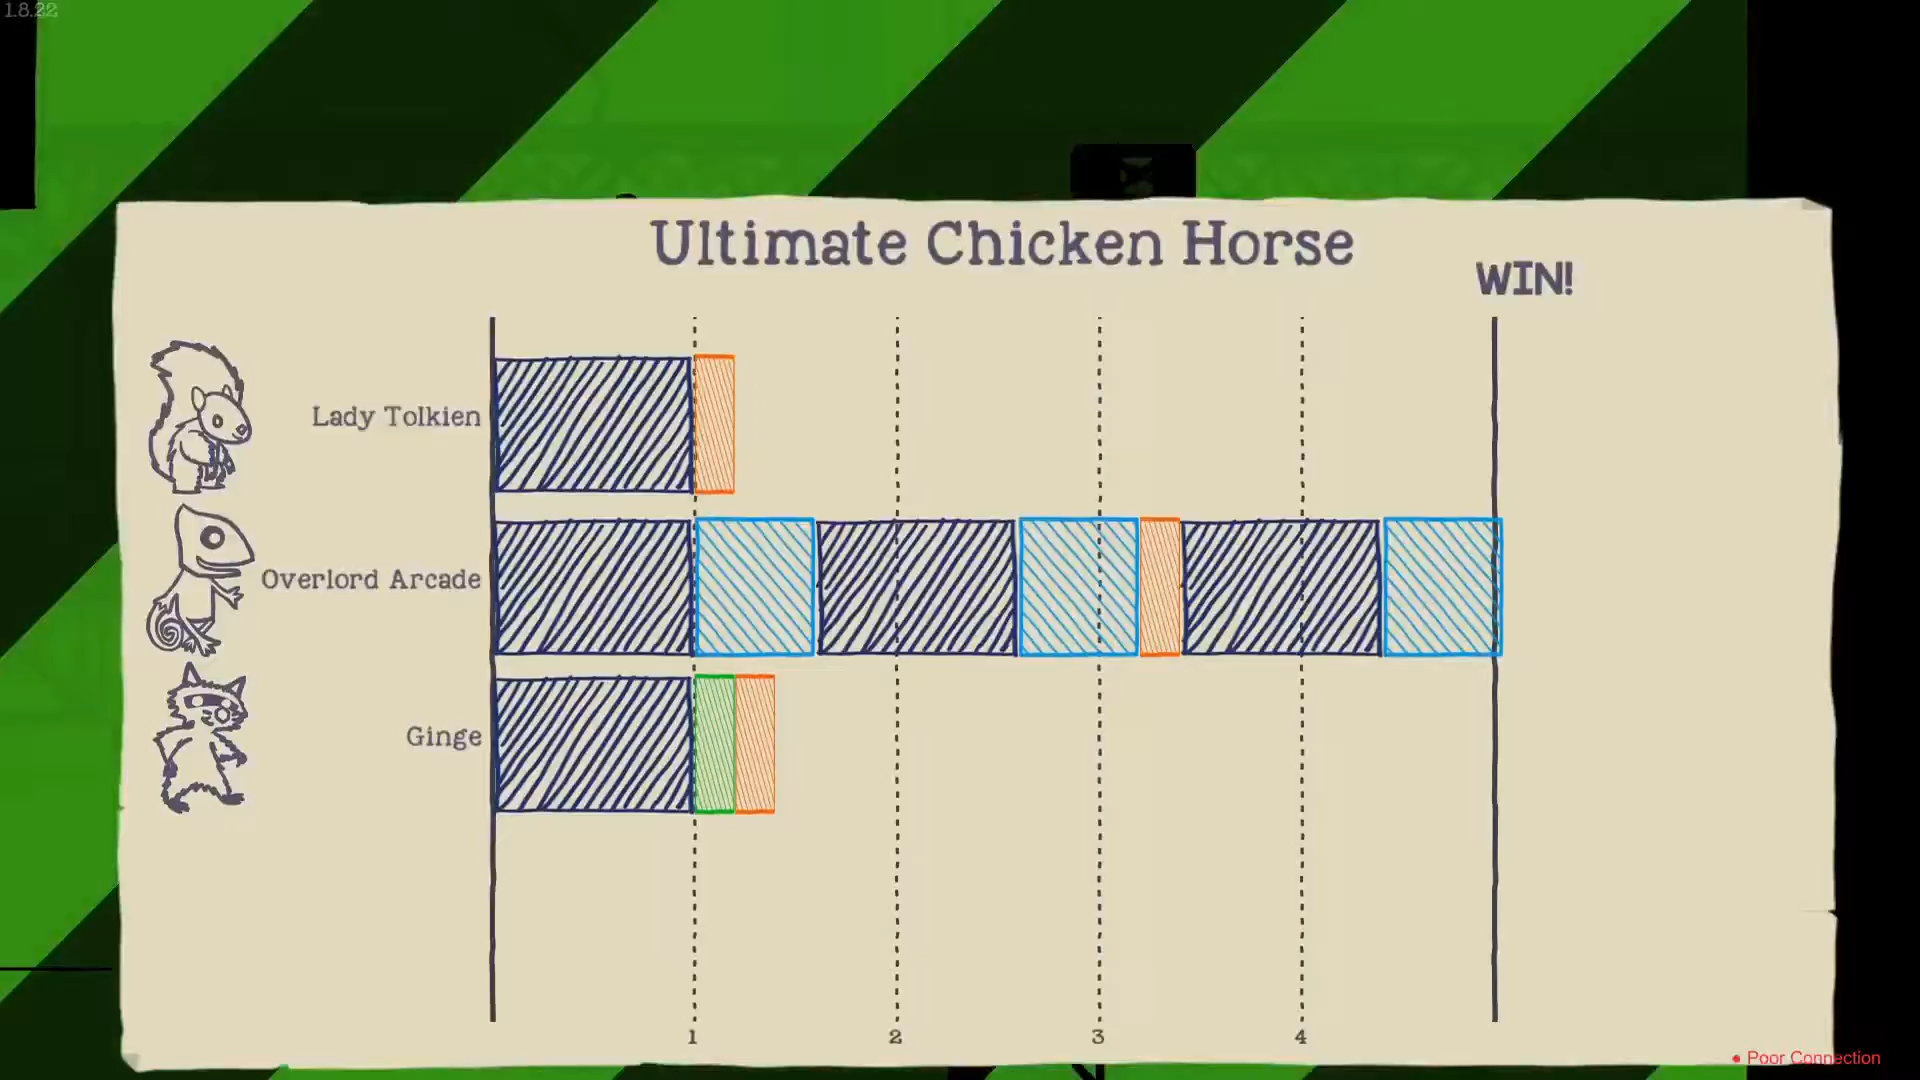 1.8.22
Ultimate Chicken Horse
WIN!
Lady Tolkien
Overlord Arcade
Ginge
1 2 3 4
Poor Connection